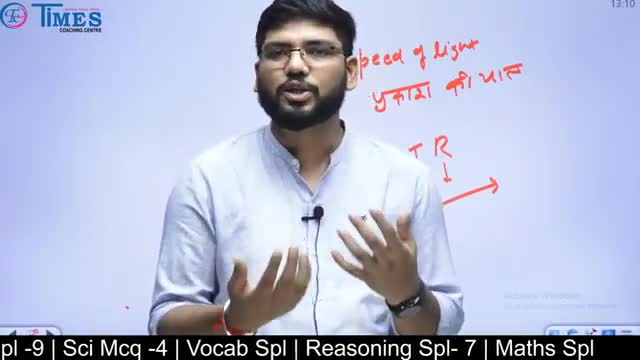 TIMES
COACHING CENTRE
13:10
peed of light
प्रकाश की चाल
I R
pl -9 | Sci Mcq -4 | Vocab Spl | Reasoning Spl- 7 | Maths Spl